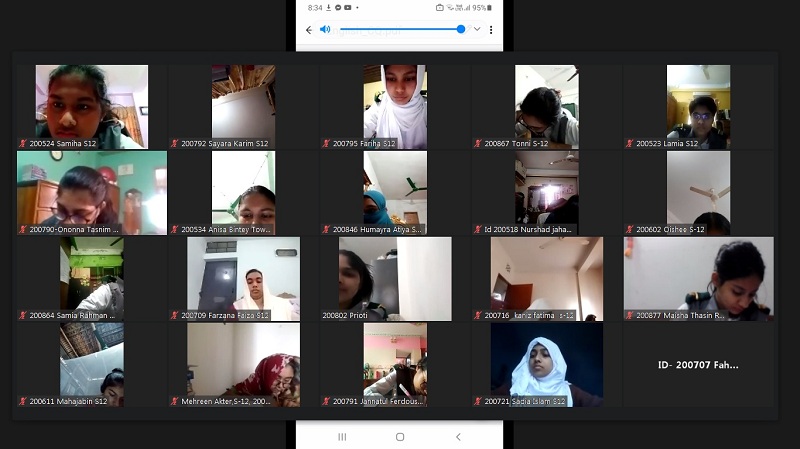 8:34
95%
200524 Samiha S12
200792 Sayara Karim S12
200795 Fariha S12
200867 Tonni S-12
200523 Lamia S12
200790-Ononna Tasnim ...
200534 Anisa Bintey Tow...
200846 Humayra Atiya S...
Id 200518 Nurshad jaha...
200602 Oishee S-12
200864 Samia Rahman ...
200709 Farzana Faiza S12
200802 Prioti
200716 _kaniz fatima _s-12
200877 Maisha Thasin R...
200611 Mahajabin S12
Mehreen Akter,S-12, 200...
200791 Jannatul Ferdous...
200721 Sadia Islam S12
ID- 200707 Fah...